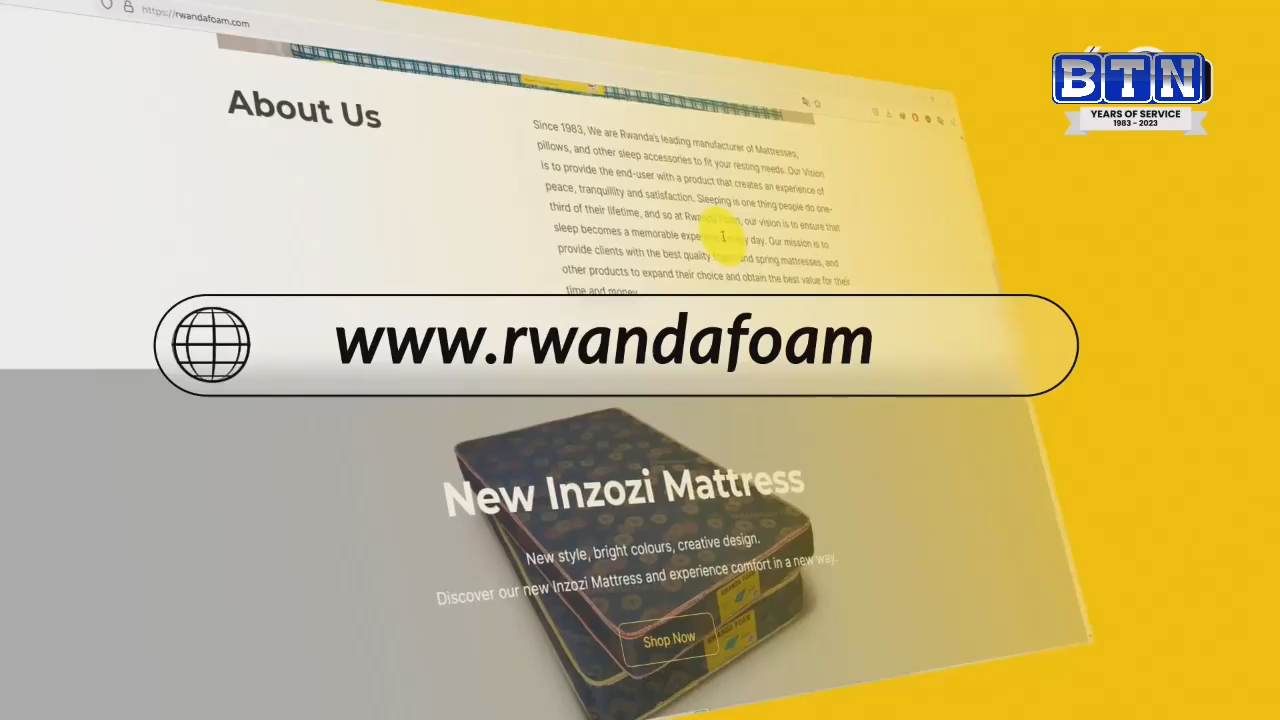 https://rwandafoam.com
BTN
YEARS OF SERVICE
1983 - 2023
About Us
Since 1983, We are Rwanda's leading manufacturer of Mattresses,
pillows, and other sleep accessories to fit your resting needs. Our Vision
is to provide the end-user with a product that creates an experience of
peace, tranquillity and satisfaction. Sleeping is one thing people do one-
third of their lifetime, and so at Rwanda Foam, our vision is to ensure that
sleep becomes a memorable experience every day. Our mission is to
provide clients with the best quality foam and spring mattresses, and
other products to expand their choice and obtain the best value for their
time and money
www.rwandafoam
New Inzozi Mattress
New style, bright colours, creative design.
Discover our new Inzozi Mattress and experience comfort in a new way.
Shop Now
RWANDA FOAM
RWANDA FOAM